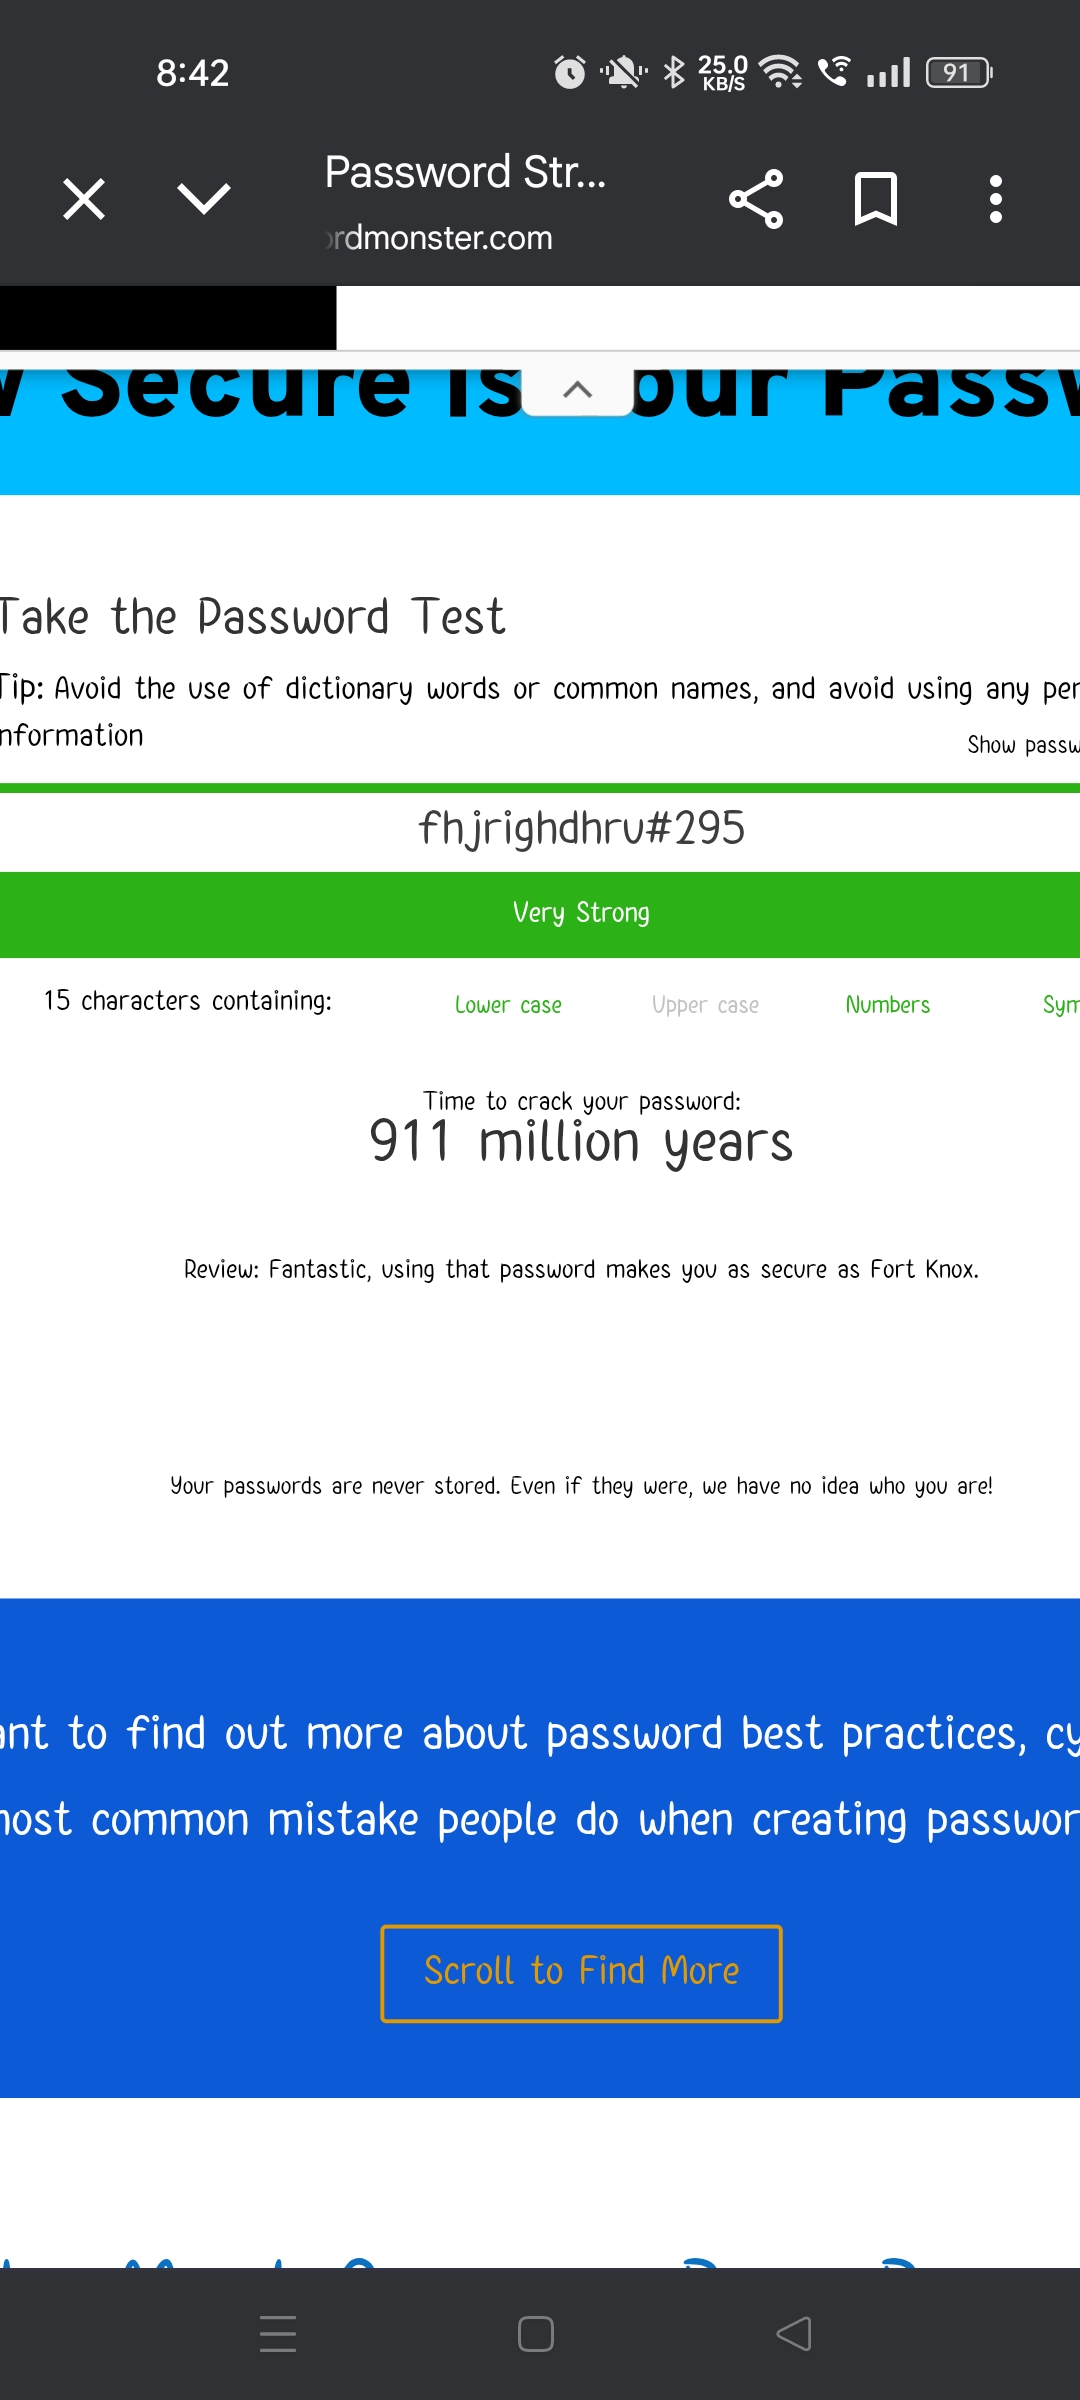 8:42
25.0
KB/S
91
Password Str...
rdmonster.com
Secure Is our Pass
Take the Password Test
Tip: Avoid the use of dictionary words or common names, and avoid using any per
nformation
Show passw
fhjrighdhru#295
Very Strong
15 characters containing:
Lower case
Upper case
Numbers
Sym
Time to crack your password:
911 million years
Review: Fantastic, using that password makes you as secure as Fort Knox.
Your passwords are never stored. Even if they were, we have no idea who you are!
ant to find out more about password best practices, cy
nost common mistake people do when creating passwor
Scroll to Find More